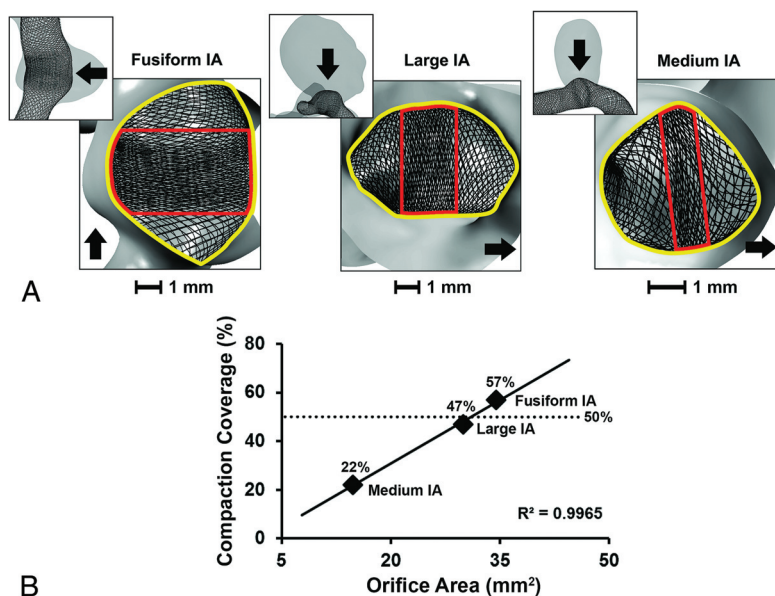 Fusiform IA
Large IA
Medium IA
A
1 mm
1 mm
1 mm
Compaction Coverage (%)
80
60
40
20
0
57%
Fusiform IA
47%
50%
Large IA
22%
Medium IA
R² = 0.9965
5
20
35
50
Orifice Area (mm²)
B